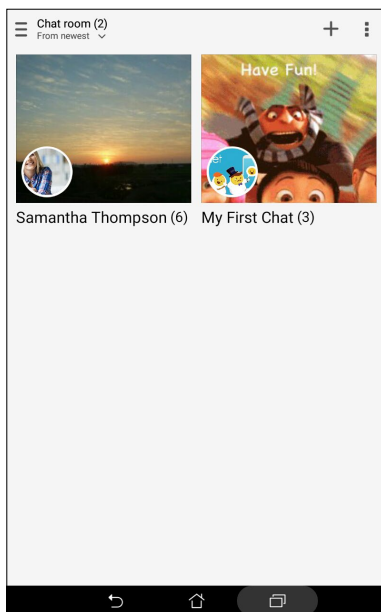 Chat room (2)
From newest
Have Fun!
Samantha Thompson (6)
My First Chat (3)